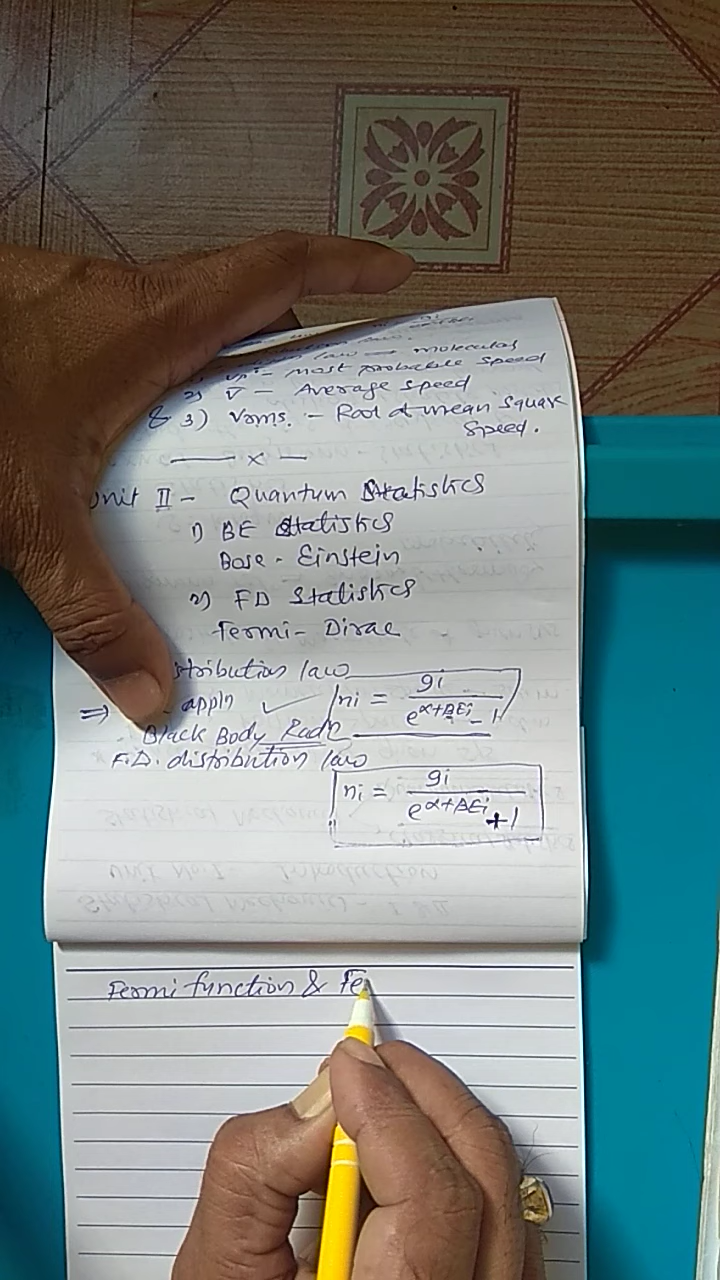 law → molecules
Vp - most probable speed
2) V̅ - Average speed
& 3) Vrms. - Root mean square
speed.
— x —
Unit II - Quantum Statistics
1) BE Statistics
Bose - Einstein
2) FD Statistics
Fermi - Dirac
stribution law
⇒ appln ✓ ni = gi / e^α+βEi - 1
Black Body Radn
F.D. distribution law
ni = gi / e^α+βEi + 1
Fermi function & Fe